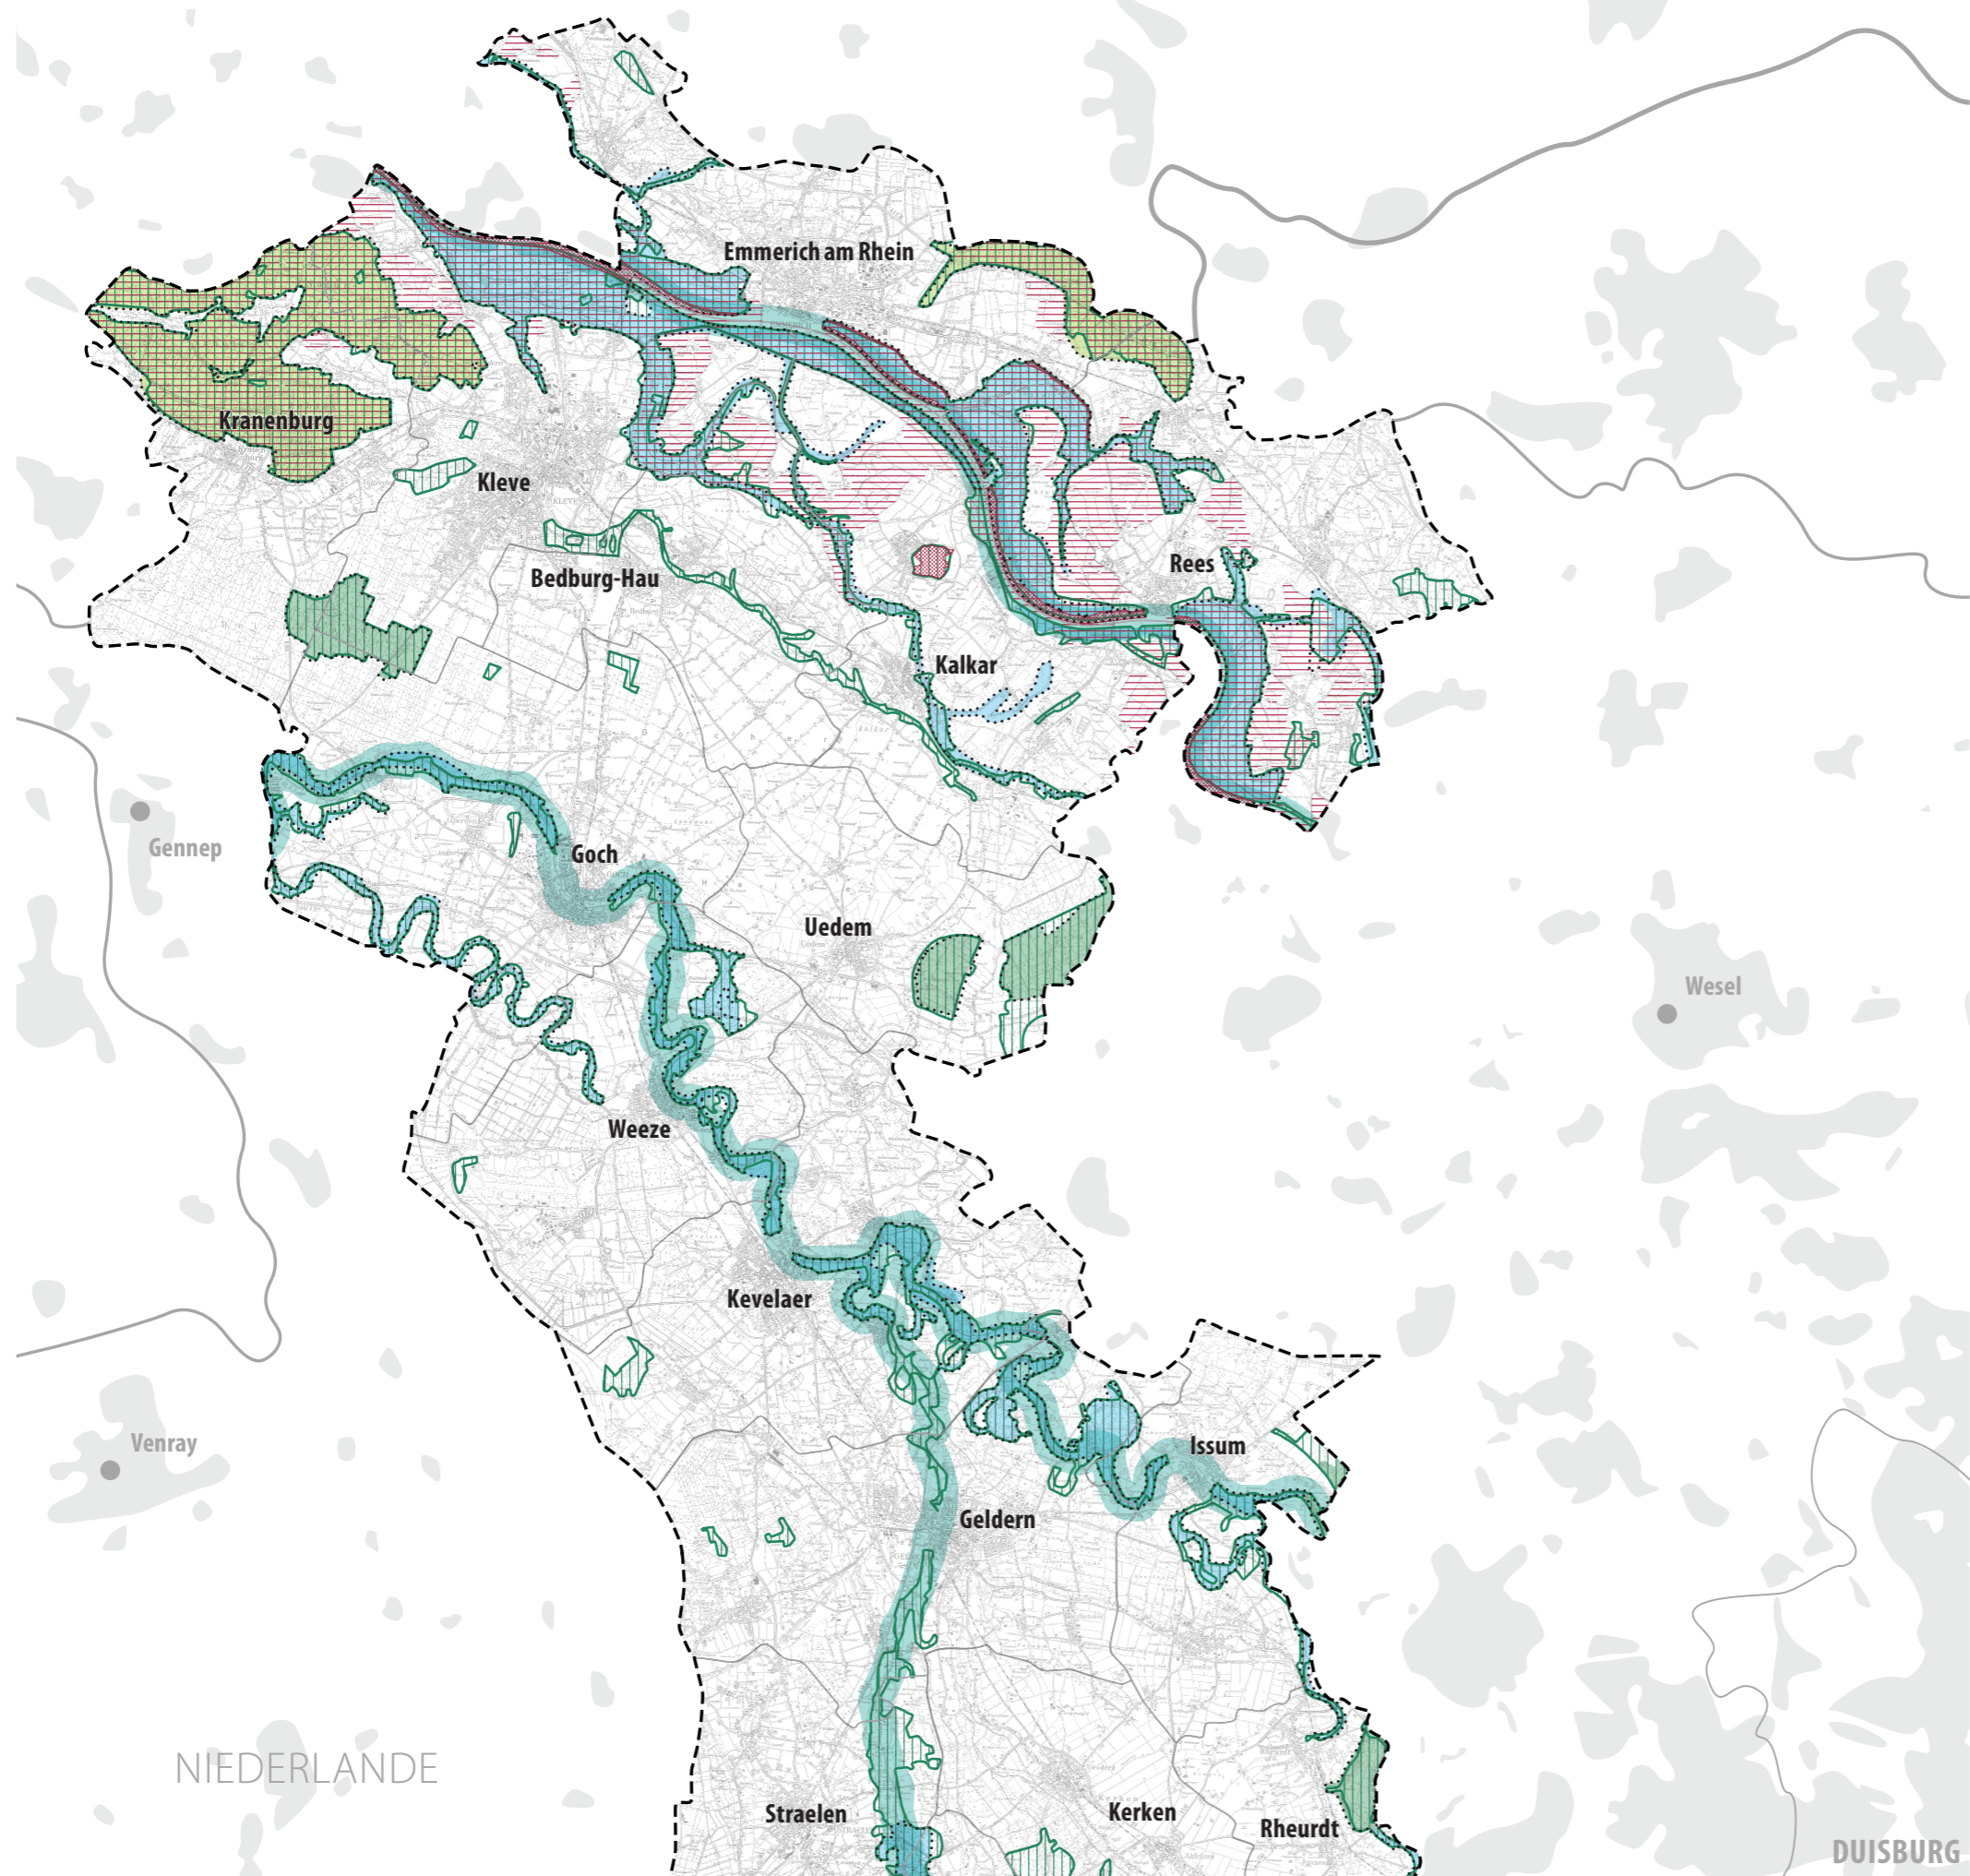 Emmerich am Rhein
Kranenburg
Kleve
Bedburg-Hau
Rees
Kalkar
Gennep
Goch
Uedem
Wesel
Weeze
Kevelaer
Venray
Issum
Geldern
NIEDERLANDE
Straelen
Kerken
Rheurdt
DUISBURG